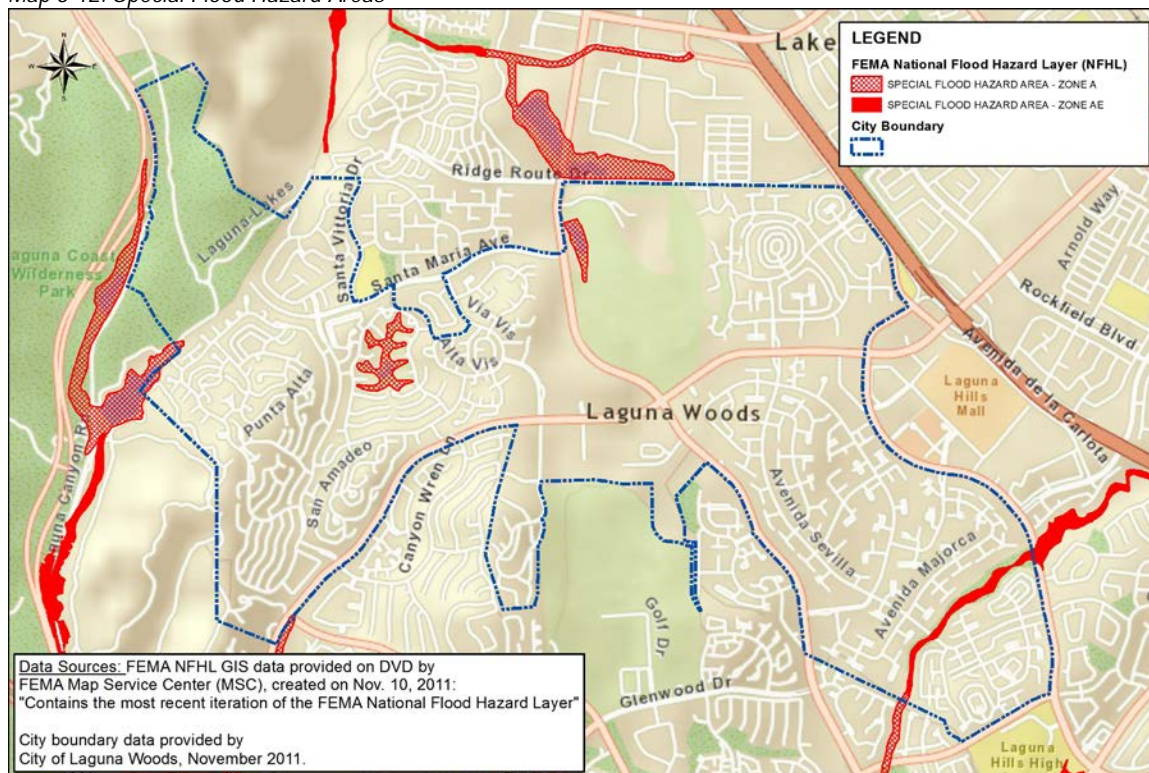 Map 3-12: Special Flood Hazard Areas
N
W
E
S
Lake
LEGEND
FEMA National Flood Hazard Layer (NFHL)
SPECIAL FLOOD HAZARD AREA - ZONE A
SPECIAL FLOOD HAZARD AREA - ZONE AE
City Boundary
Ridge Route Dr
Laguna-Lakes
Santa Vittoria Dr
Santa Maria Ave
Via Vis
Alta Vis
aguna Coast
Wilderness
Park
Arnold Way
Rockfield Blvd
Avenida de la Carlota
Laguna
Hills
Mall
Punta Alta
San Amadeo
Canyon Wren Ln
Laguna Woods
Avenida Sevilla
Avenida Majorca
una Canyon R
Golf Dr
Glenwood Dr
Laguna
Hills High
Data Sources: FEMA NFHL GIS data provided on DVD by
FEMA Map Service Center (MSC), created on Nov. 10, 2011:
"Contains the most recent iteration of the FEMA National Flood Hazard Layer"
City boundary data provided by
City of Laguna Woods, November 2011.